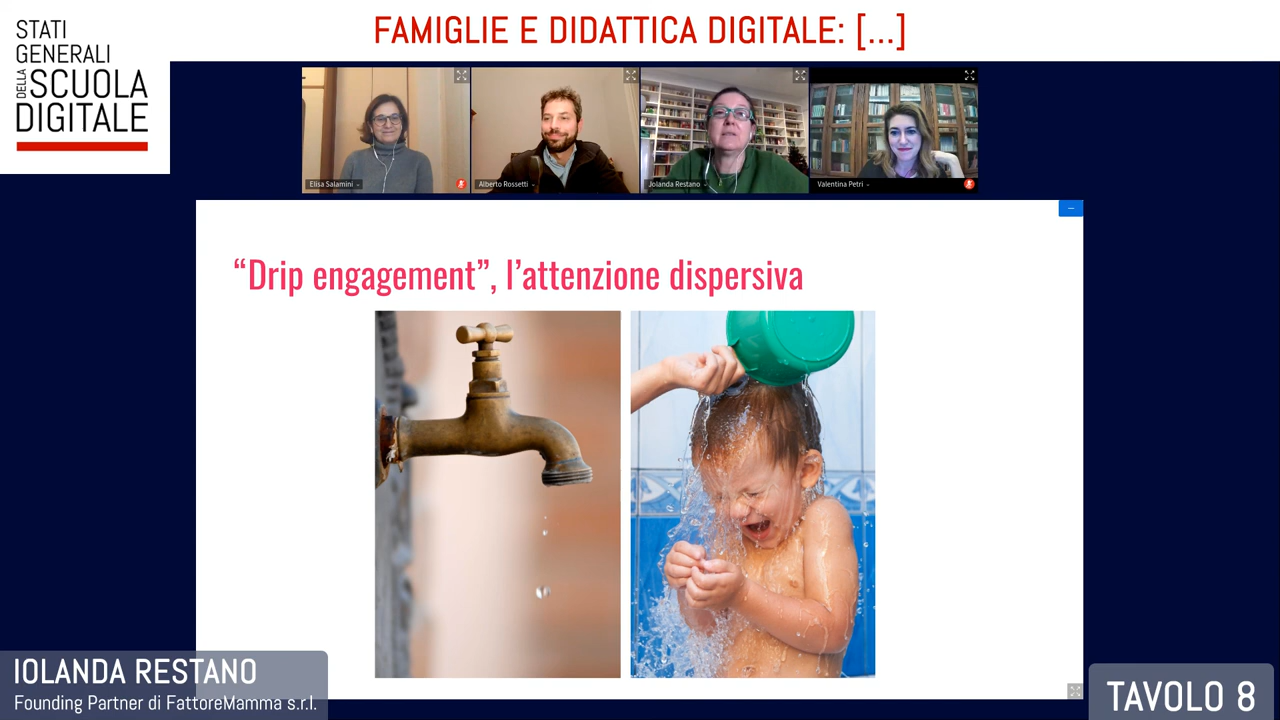 STATI
GENERALI
DELLA SCUOLA
DIGITALE
FAMIGLIE E DIDATTICA DIGITALE: [...]
Elisa Salamini
Alberto Rossetti
Jolanda Restano
Valentina Petri
“Drip engagement”, l’attenzione dispersiva
IOLANDA RESTANO
Founding Partner di FattoreMamma s.r.l.
TAVOLO 8